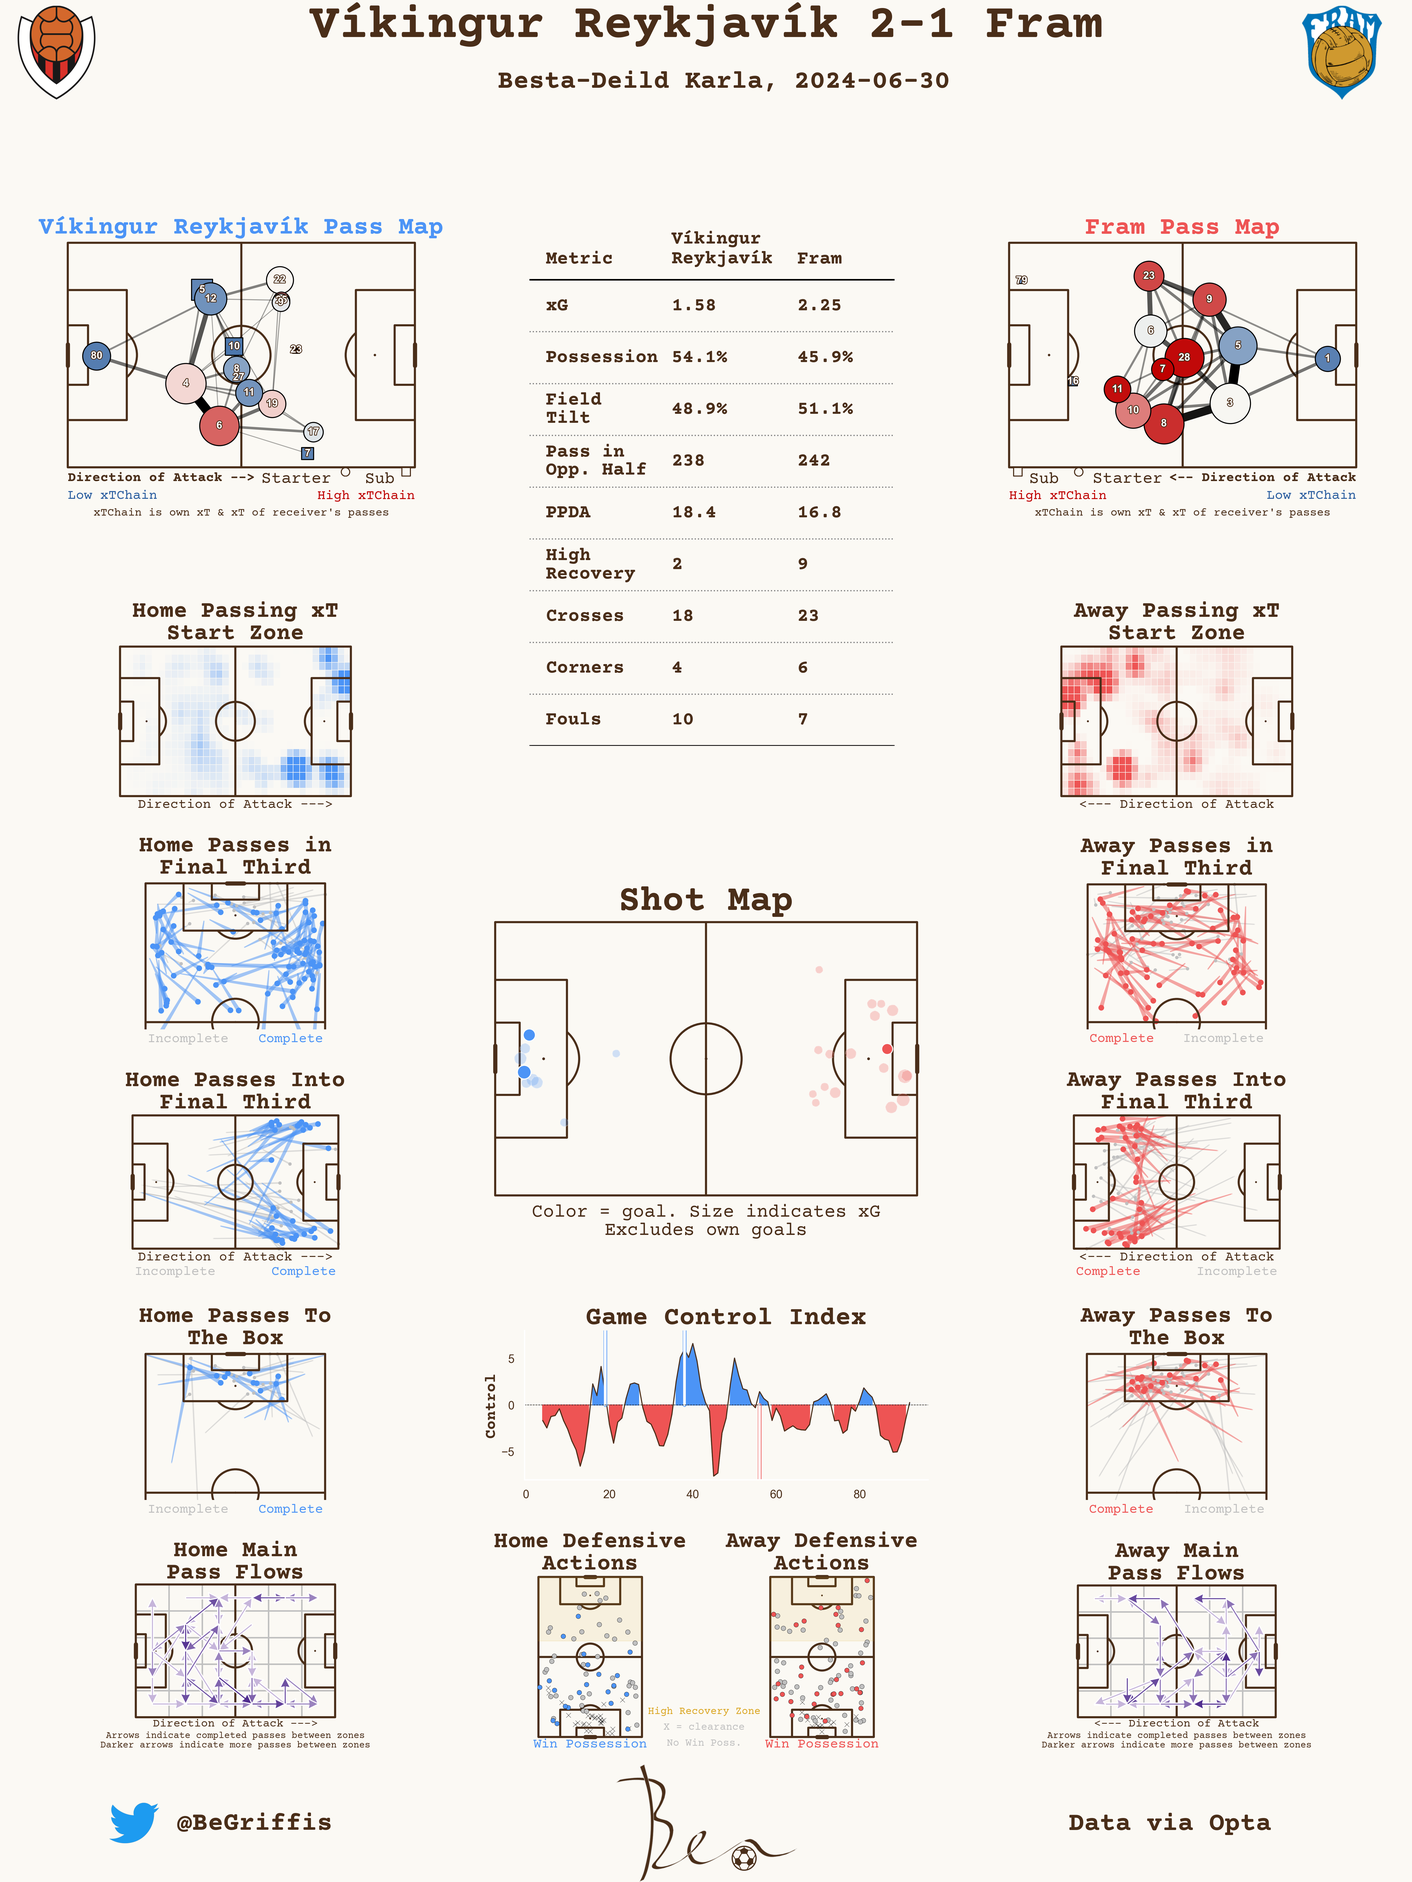 Víkingur Reykjavík 2-1 Fram
FRAM
Besta-Deild Karla, 2024-06-30
Víkingur Reykjavík Pass Map
80
5
12
22
10
8
27
4
11
19
6
17
7
23
Direction of Attack --> Starter Sub
Low xTChain High xTChain
xTChain is own xT & xT of receiver's passes
Metric Víkingur Reykjavík Fram
xG 1.58 2.25
Possession 54.1% 45.9%
Field Tilt 48.9% 51.1%
Pass in Opp. Half 238 242
PPDA 18.4 16.8
High Recovery 2 9
Crosses 18 23
Corners 4 6
Fouls 10 7
Fram Pass Map
79
23
9
6
5
28
7
1
16
11
10
3
8
Sub Starter <-- Direction of Attack
High xTChain Low xTChain
xTChain is own xT & xT of receiver's passes
Home Passing xT
Start Zone
Direction of Attack --->
Away Passing xT
Start Zone
<--- Direction of Attack
Home Passes in
Final Third
Incomplete Complete
Away Passes in
Final Third
Complete Incomplete
Shot Map
Color = goal. Size indicates xG
Excludes own goals
Home Passes Into
Final Third
Direction of Attack --->
Incomplete Complete
Away Passes Into
Final Third
<--- Direction of Attack
Complete Incomplete
Home Passes To
The Box
Incomplete Complete
Game Control Index
Control
5
0
−5
0 20 40 60 80
Away Passes To
The Box
Complete Incomplete
Home Main
Pass Flows
Direction of Attack --->
Arrows indicate completed passes between zones
Darker arrows indicate more passes between zones
Home Defensive
Actions
Win Possession
Away Defensive
Actions
Win Possession
High Recovery Zone
X = clearance
No Win Poss.
Away Main
Pass Flows
<--- Direction of Attack
Arrows indicate completed passes between zones
Darker arrows indicate more passes between zones
@BeGriffis
Ben
Data via Opta